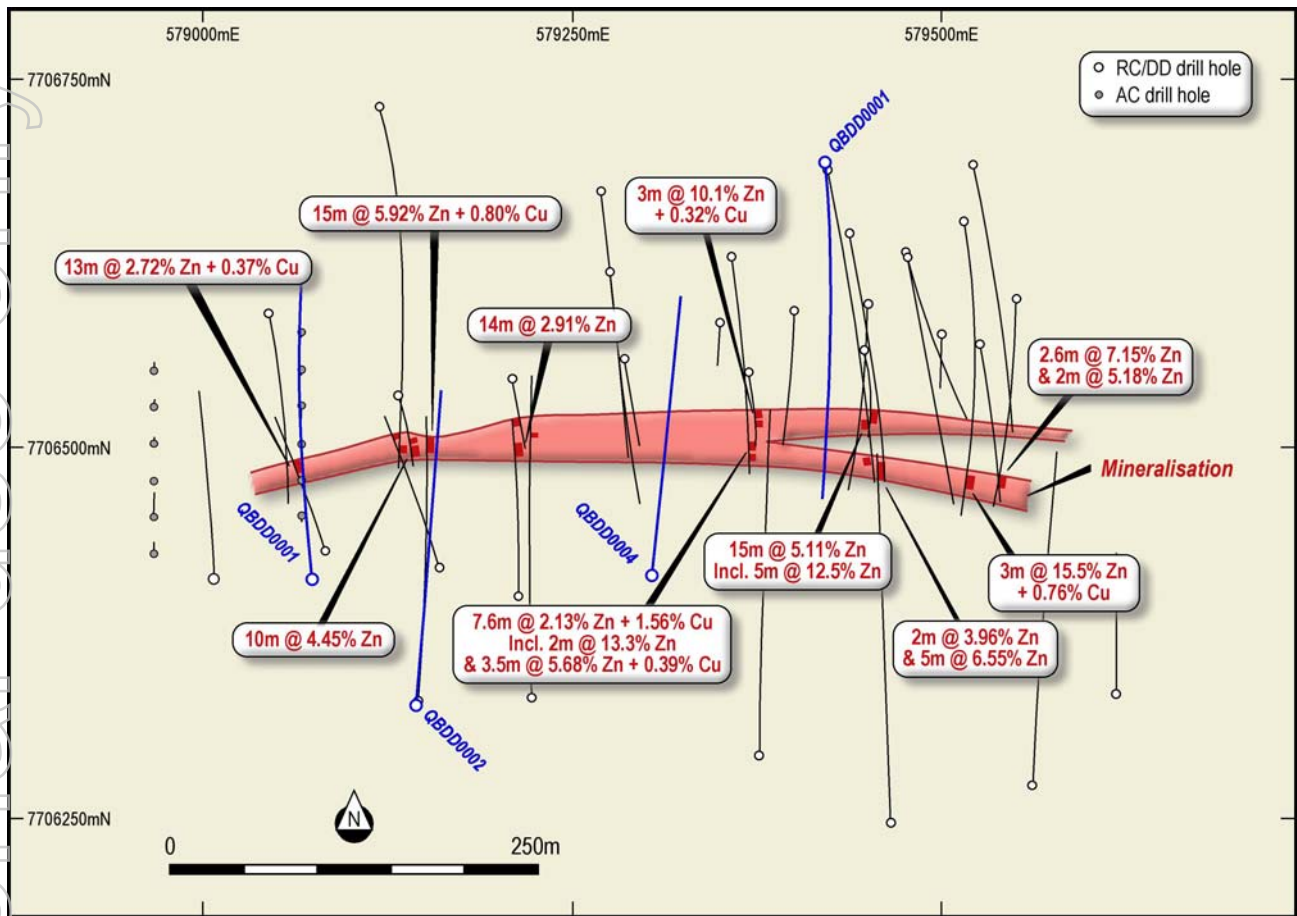 579000mE
579250mE
579500mE
7706750mN
RC/DD drill hole
AC drill hole
QBDD0001
3m @ 10.1% Zn
+ 0.32% Cu
15m @ 5.92% Zn + 0.80% Cu
13m @ 2.72% Zn + 0.37% Cu
14m @ 2.91% Zn
2.6m @ 7.15% Zn
& 2m @ 5.18% Zn
7706500mN
Mineralisation
QBDD0001
QBDD0004
15m @ 5.11% Zn
Incl. 5m @ 12.5% Zn
3m @ 15.5% Zn
+ 0.76% Cu
10m @ 4.45% Zn
7.6m @ 2.13% Zn + 1.56% Cu
Incl. 2m @ 13.3% Zn
& 3.5m @ 5.68% Zn + 0.39% Cu
2m @ 3.96% Zn
& 5m @ 6.55% Zn
QBDD0002
7706250mN
N
0
250m